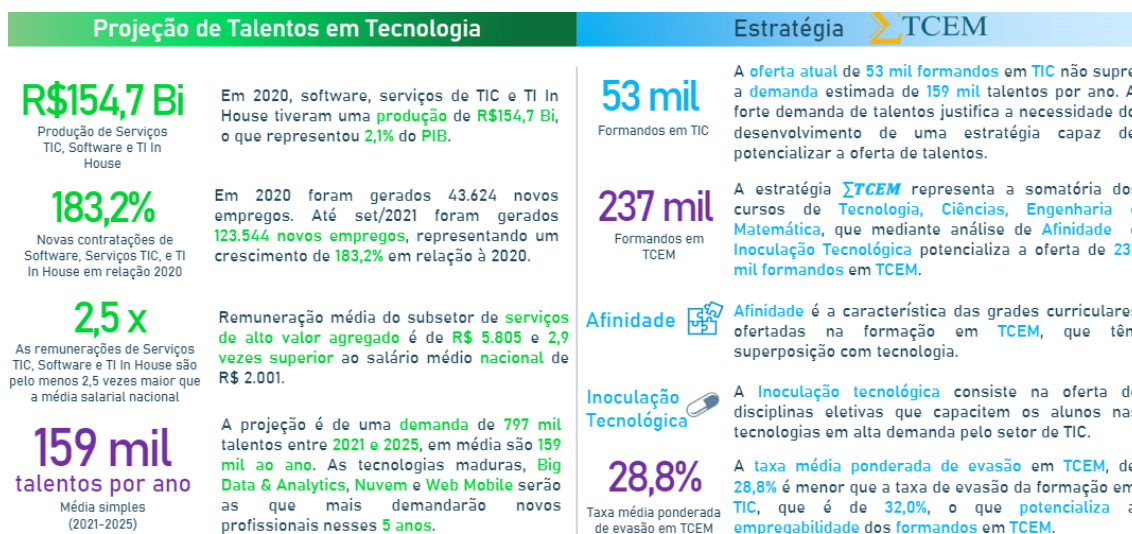 Projeção de Talentos em Tecnologia
R$154,7 Bi
Produção de Serviços
TIC, Software e TI In
House
Em 2020, software, serviços de TIC e TI In
House tiveram uma produção de R$154,7 Bi,
o que representou 2,1% do PIB.
183,2%
Novas contratações de
Software, Serviços TIC, e TI
In House em relação 2020
Em 2020 foram gerados 43.624 novos
empregos. Até set/2021 foram gerados
123.544 novos empregos, representando um
crescimento de 183,2% em relação à 2020.
2,5 x
As remunerações de Serviços
TIC, Software e TI In House são
pelo menos 2,5 vezes maior que
a média salarial nacional
Remuneração média do subsetor de serviços
de alto valor agregado é de R$ 5.805 e 2,9
vezes superior ao salário médio nacional de
R$ 2.001.
159 mil
talentos por ano
Média simples
(2021-2025)
A projeção é de uma demanda de 797 mil
talentos entre 2021 e 2025, em média são 159
mil ao ano. As tecnologias maduras, Big
Data & Analytics, Nuvem e Web Mobile serão
as que mais demandarão novos
profissionais nesses 5 anos.
Estratégia ∑TCEM
53 mil
Formandos em TIC
A oferta atual de 53 mil formandos em TIC não supre
a demanda estimada de 159 mil talentos por ano. A
forte demanda de talentos justifica a necessidade do
desenvolvimento de uma estratégia capaz de
potencializar a oferta de talentos.
237 mil
Formandos em
TCEM
A estratégia ∑TCEM representa a somatória dos
cursos de Tecnologia, Ciências, Engenharia
Matemática, que mediante análise de Afinidade
Inoculação Tecnológica potencializa a oferta de 237
mil formandos em TCEM.
Afinidade
Afinidade é a característica das grades curriculares
ofertadas na formação em TCEM, que têm
superposição com tecnologia.
Inoculação
Tecnológica
A Inoculação tecnológica consiste na oferta de
disciplinas eletivas que capacitem os alunos nas
tecnologias em alta demanda pelo setor de TIC.
28,8%
Taxa média ponderada
de evasão em TCEM
A taxa média ponderada de evasão em TCEM, de
28,8% é menor que a taxa de evasão da formação em
TIC, que é de 32,0%, o que potencializa a
empregabilidade dos formandos em TCEM.